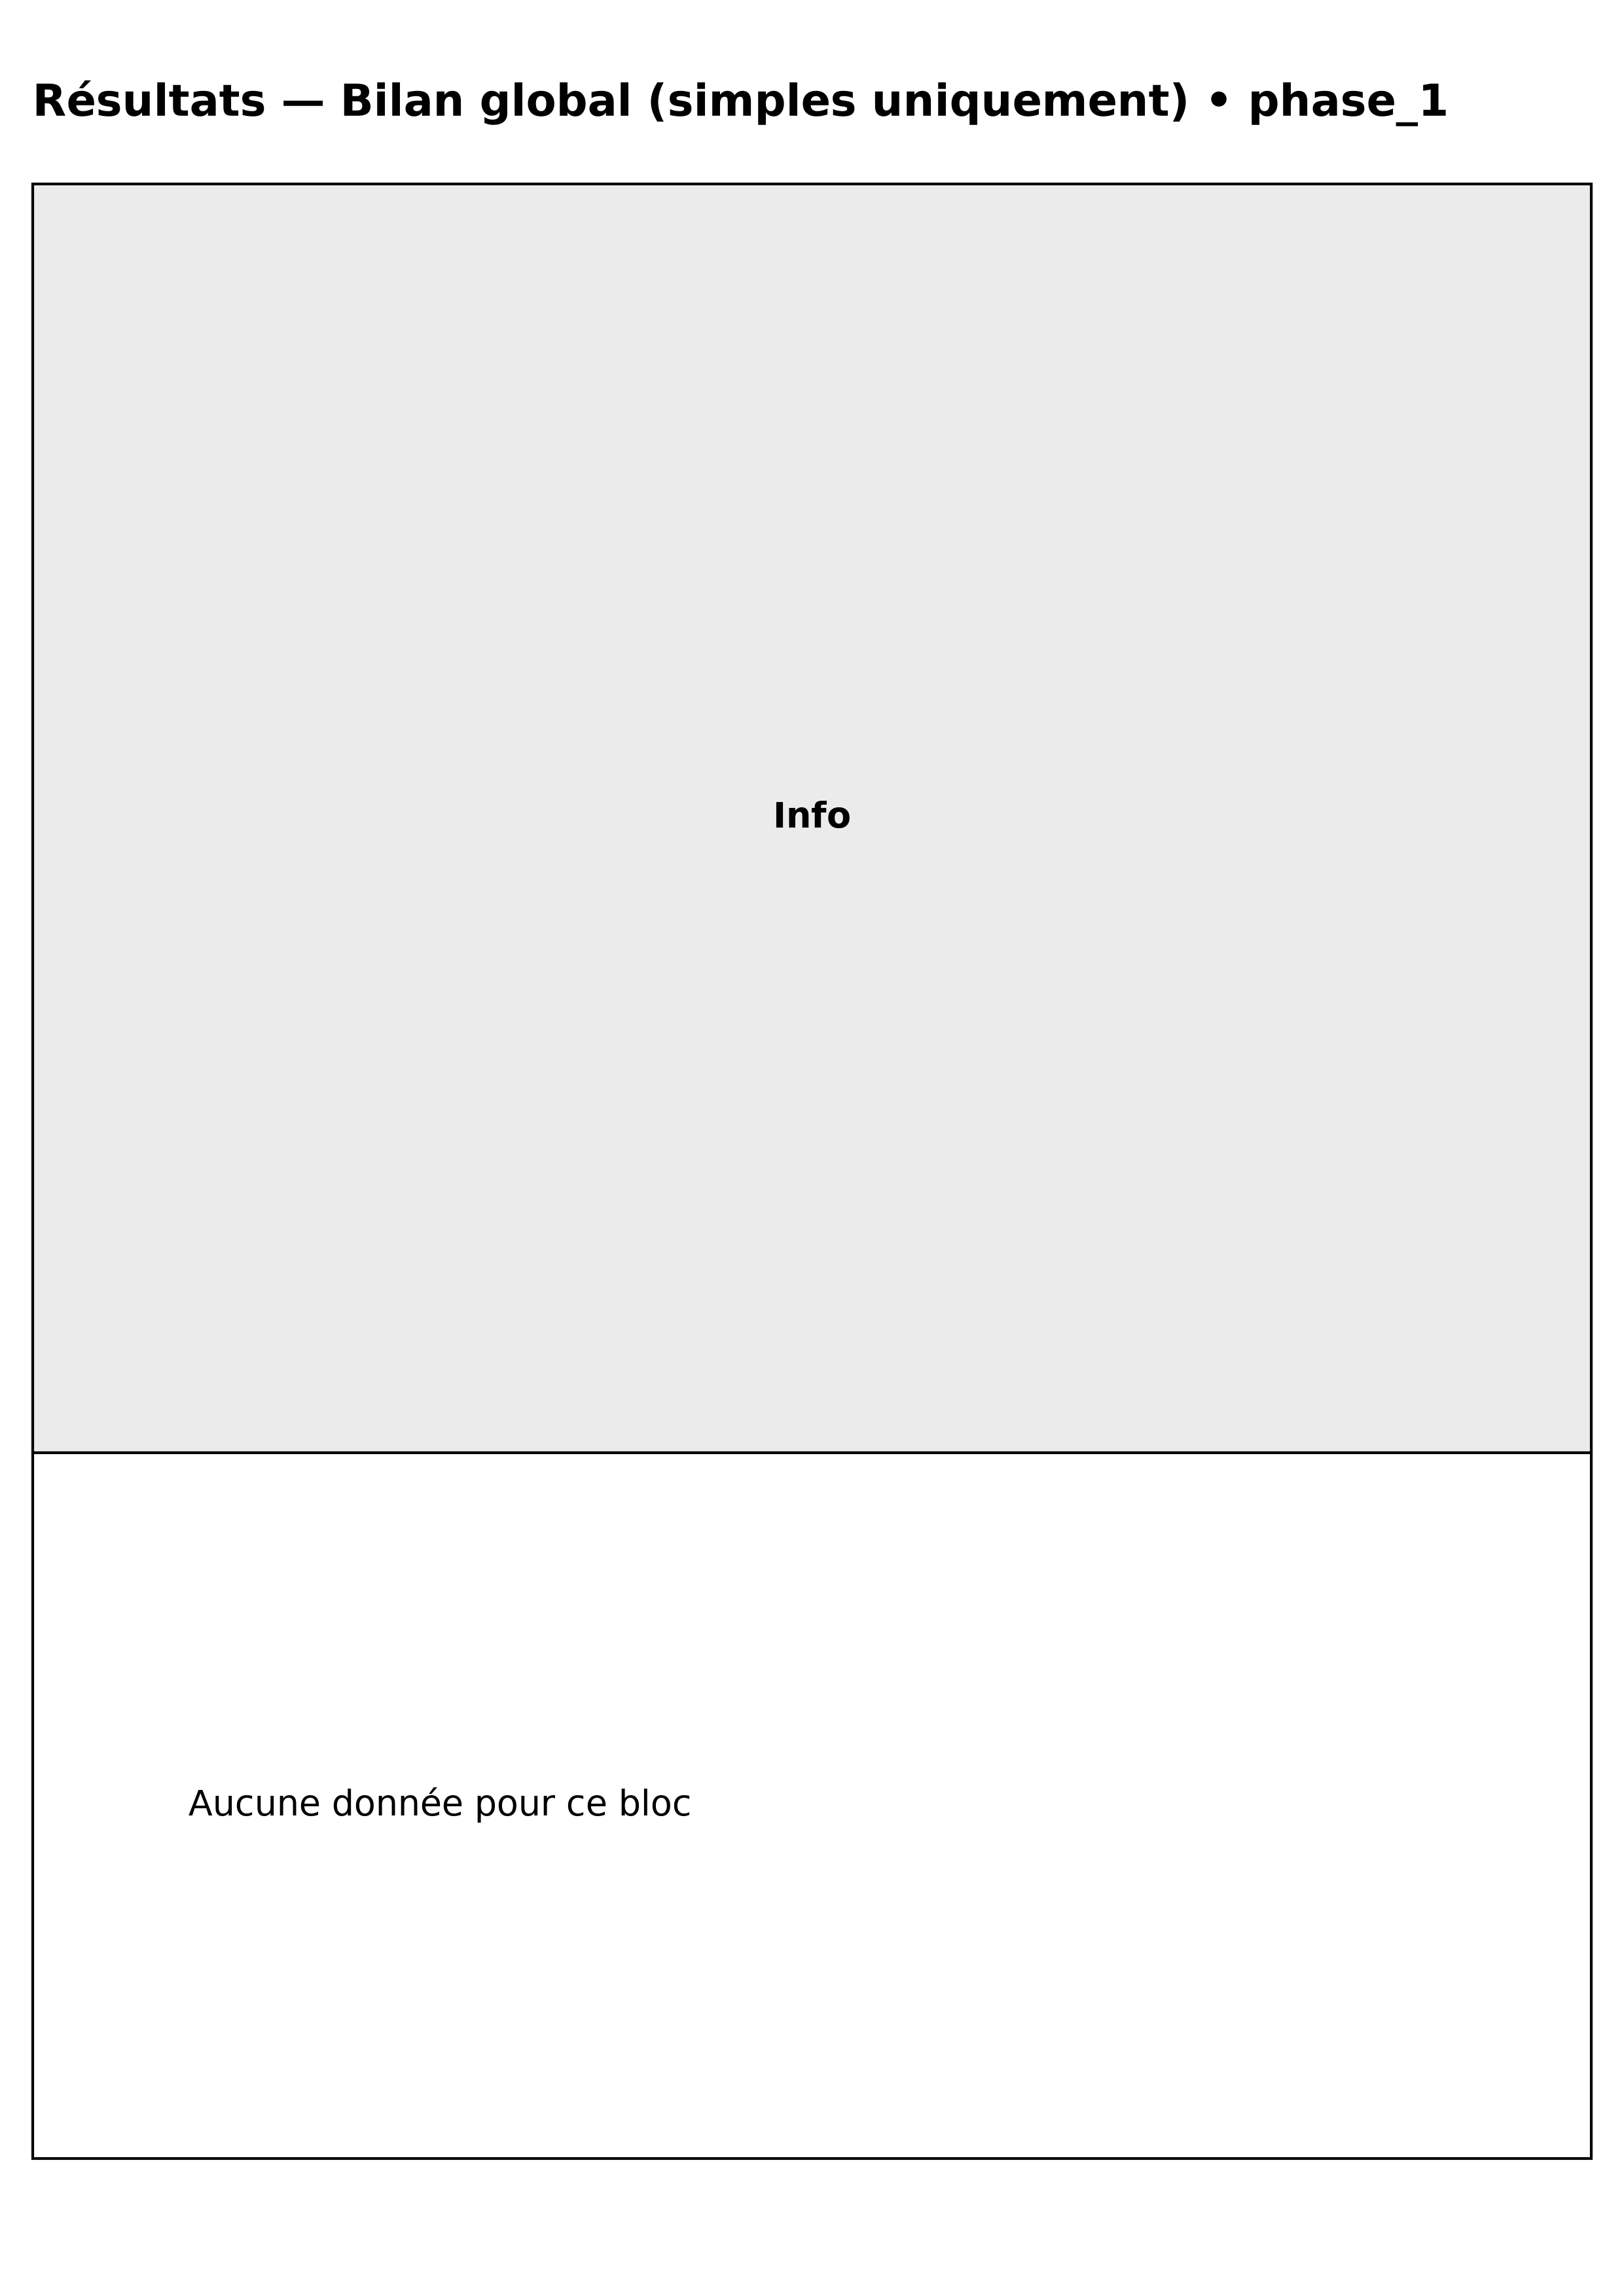 Résultats — Bilan global (simples uniquement) • phase_1
Info
Aucune donnée pour ce bloc